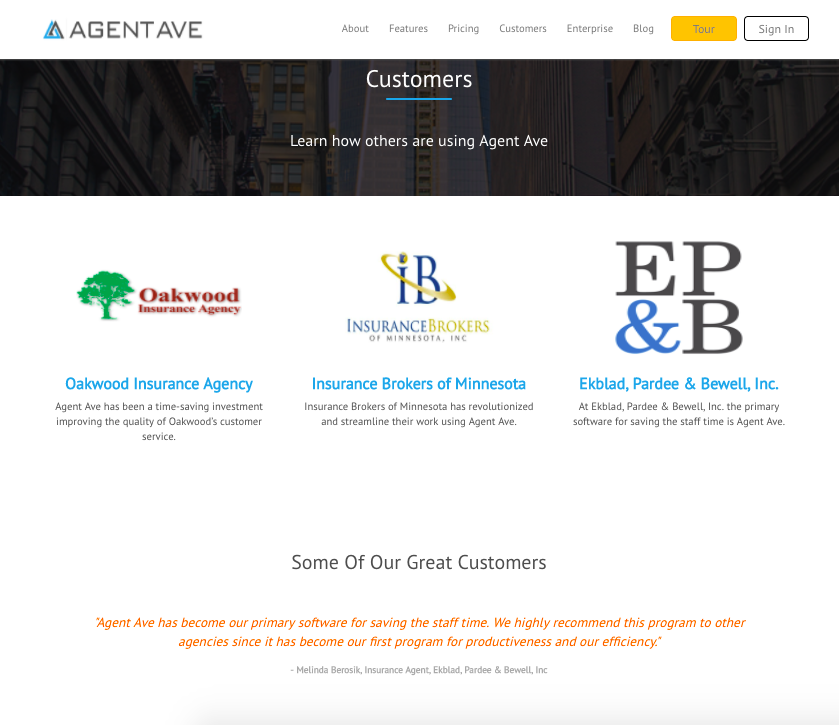 AGENTAVE
About Features Pricing Customers Enterprise Blog Tour Sign In
Customers
Learn how others are using Agent Ave
Oakwood
Insurance Agency
iB
INSURANCEBROKERS
OF MINNESOTA, INC
EP
&B
Oakwood Insurance Agency
Agent Ave has been a time-saving investment
improving the quality of Oakwood's customer
service.
Insurance Brokers of Minnesota
Insurance Brokers of Minnesota has revolutionized
and streamline their work using Agent Ave.
Ekblad, Pardee & Bewell, Inc.
At Ekblad, Pardee & Bewell, Inc. the primary
software for saving the staff time is Agent Ave.
Some Of Our Great Customers
"Agent Ave has become our primary software for saving the staff time. We highly recommend this program to other
agencies since it has become our first program for productiveness and our efficiency."
- Melinda Berosik, Insurance Agent, Ekblad, Pardee & Bewell, Inc